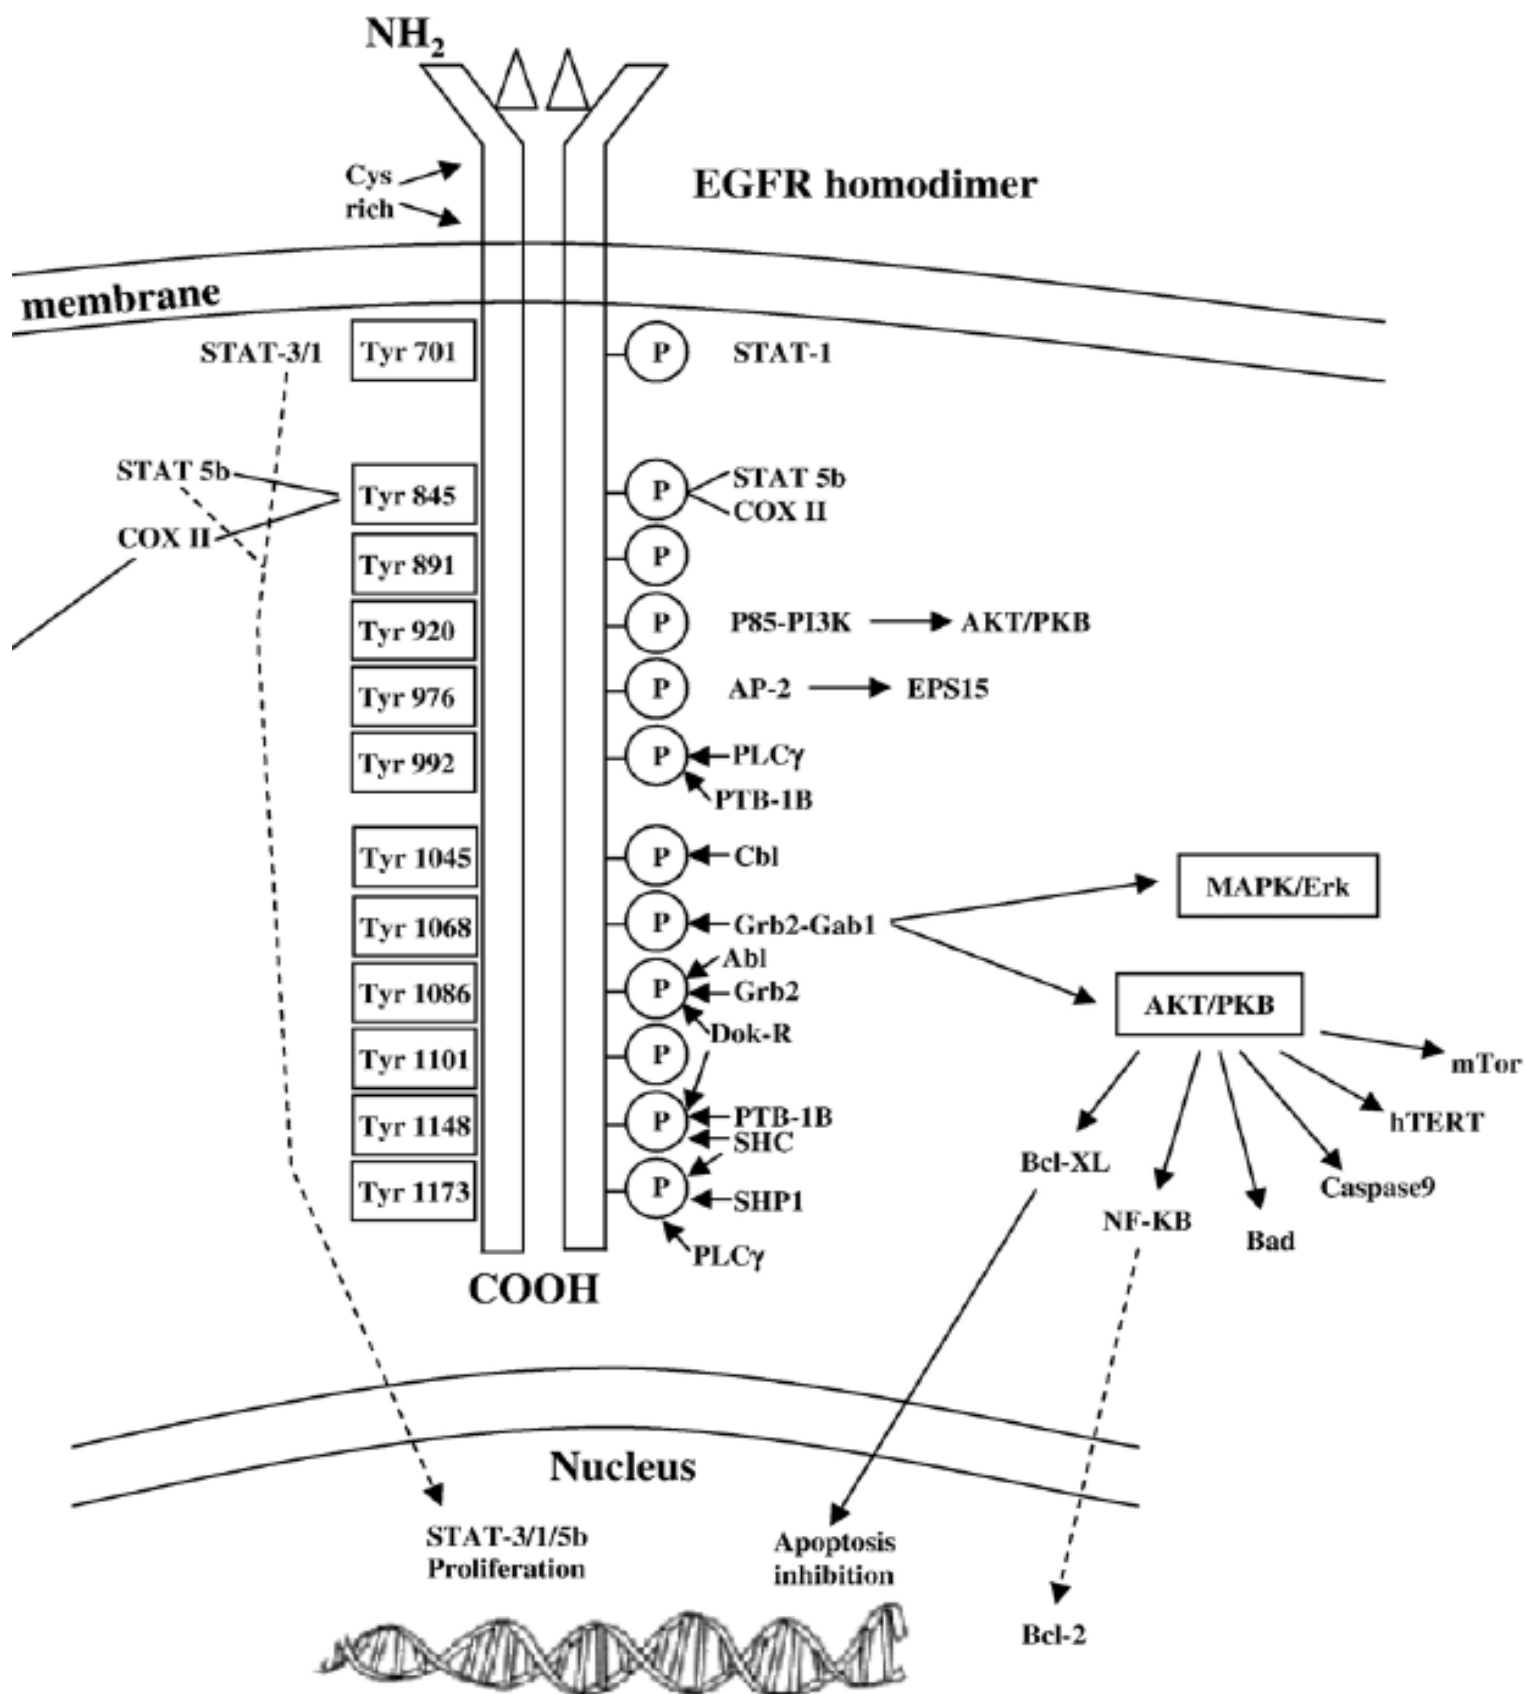 NH2
Cys
rich
EGFR homodimer
membrane
STAT-3/1
Tyr 701
P
STAT-1
STAT 5b
COX II
Tyr 845
P
STAT 5b
COX II
Tyr 891
P
Tyr 920
P
P85-PI3K
AKT/PKB
Tyr 976
P
AP-2
EPS15
Tyr 992
P
PLCγ
PTB-1B
Tyr 1045
P
Cbl
MAPK/Erk
Tyr 1068
P
Grb2-Gab1
Abl
Tyr 1086
P
Grb2
AKT/PKB
Dok-R
Tyr 1101
P
mTor
Tyr 1148
P
PTB-1B
SHC
hTERT
Bcl-XL
Tyr 1173
P
SHP1
Caspase9
NF-KB
Bad
PLCγ
COOH
Nucleus
STAT-3/1/5b
Proliferation
Apoptosis
inhibition
Bcl-2